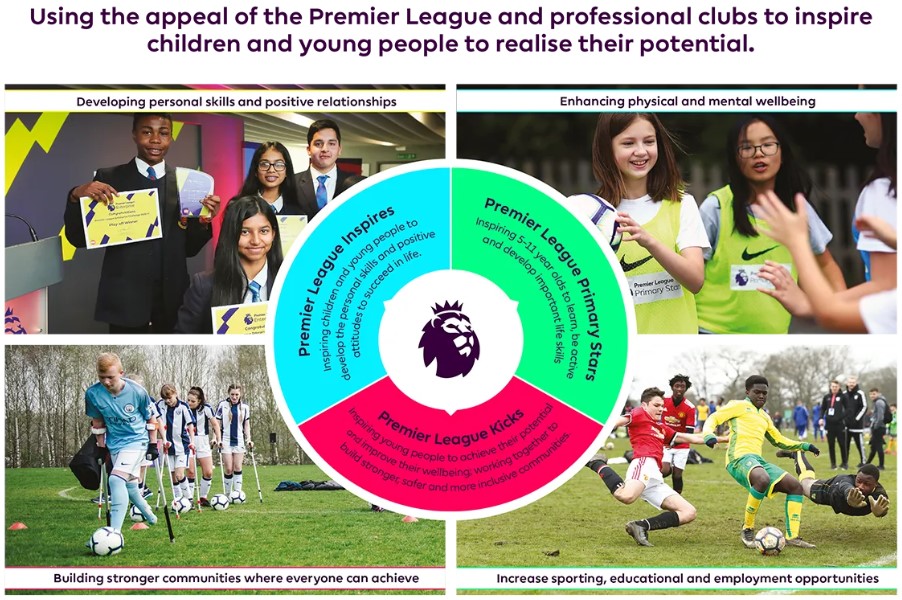 Using the appeal of the Premier League and professional clubs to inspire
children and young people to realise their potential.
Developing personal skills and positive relationships
Enhancing physical and mental wellbeing
Premier League Inspires
Inspiring children and young people to
develop the personal skills and positive
attitudes to succeed in life.
Premier League Primary Stars
Inspiring 5-11 year olds to learn, be active
and develop important life skills
Premier League Kicks
Inspiring young people to achieve their potential
and improve their wellbeing; working together to
build stronger, safer and more inclusive communities
Premier League
Primary Stars
Building stronger communities where everyone can achieve
Increase sporting, educational and employment opportunities